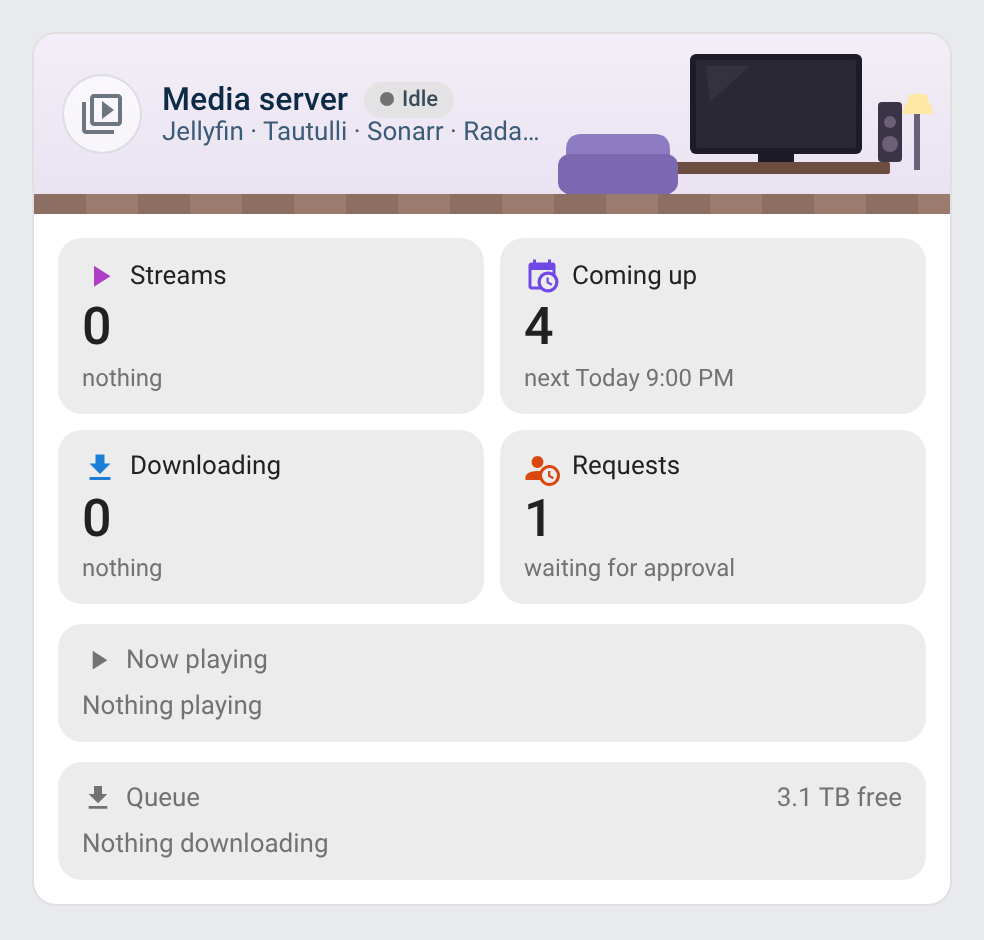 Media server
Idle
Jellyfin · Tautulli · Sonarr · Rada...
Streams
0
nothing
Coming up
4
next Today 9:00 PM
Downloading
0
nothing
Requests
1
waiting for approval
Now playing
Nothing playing
Queue
3.1 TB free
Nothing downloading